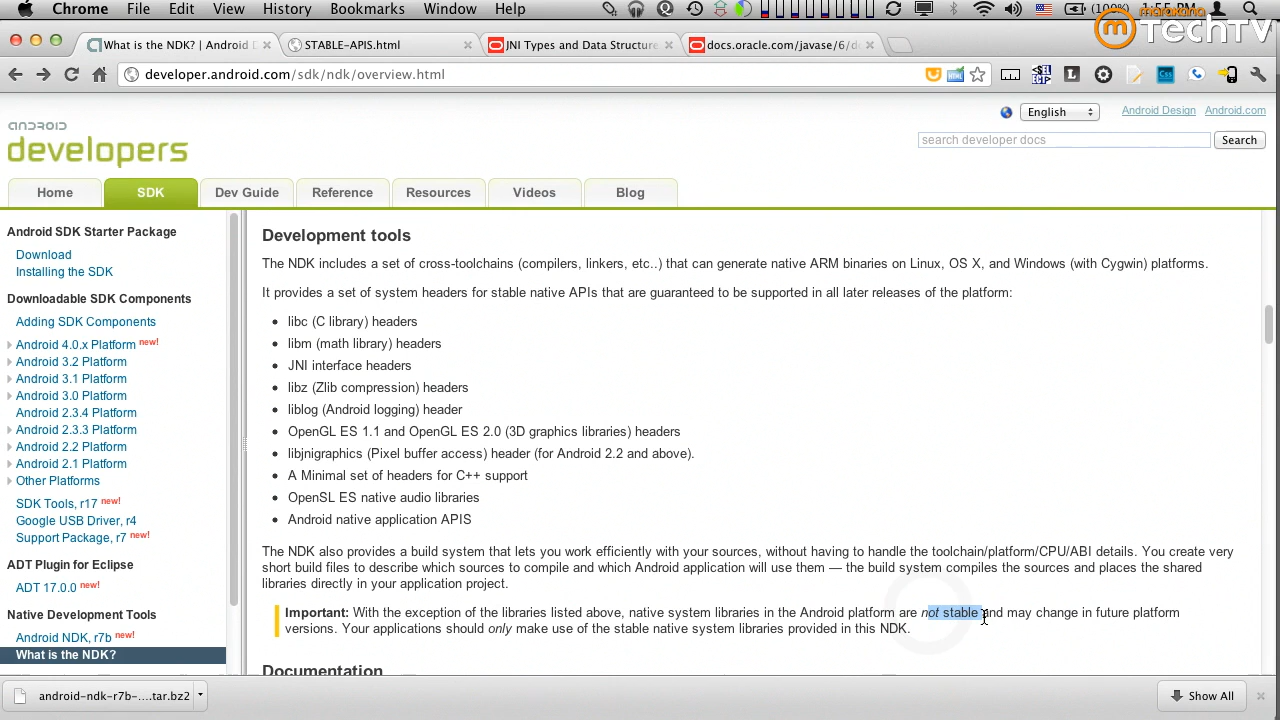 Chrome File Edit View History Bookmarks Window Help (100%)
marakana
TechTV
What is the NDK? | Android D
STABLE-APIS.html
JNI Types and Data Structure
docs.oracle.com/javase/6/d
developer.android.com/sdk/ndk/overview.html
English
Android Design Android.com
android
developers
search developer docs Search
Home SDK Dev Guide Reference Resources Videos Blog
Android SDK Starter Package
Download
Installing the SDK
Downloadable SDK Components
Adding SDK Components
Android 4.0.x Platform new!
Android 3.2 Platform
Android 3.1 Platform
Android 3.0 Platform
Android 2.3.4 Platform
Android 2.3.3 Platform
Android 2.2 Platform
Android 2.1 Platform
Other Platforms
SDK Tools, r17 new!
Google USB Driver, r4
Support Package, r7 new!
ADT Plugin for Eclipse
ADT 17.0.0 new!
Native Development Tools
Android NDK, r7b new!
What is the NDK?
Development tools
The NDK includes a set of cross-toolchains (compilers, linkers, etc..) that can generate native ARM binaries on Linux, OS X, and Windows (with Cygwin) platforms.
It provides a set of system headers for stable native APIs that are guaranteed to be supported in all later releases of the platform:
• libc (C library) headers
• libm (math library) headers
• JNI interface headers
• libz (Zlib compression) headers
• liblog (Android logging) header
• OpenGL ES 1.1 and OpenGL ES 2.0 (3D graphics libraries) headers
• libjnigraphics (Pixel buffer access) header (for Android 2.2 and above).
• A Minimal set of headers for C++ support
• OpenSL ES native audio libraries
• Android native application APIS
The NDK also provides a build system that lets you work efficiently with your sources, without having to handle the toolchain/platform/CPU/ABI details. You create very
short build files to describe which sources to compile and which Android application will use them — the build system compiles the sources and places the shared
libraries directly in your application project.
Important: With the exception of the libraries listed above, native system libraries in the Android platform are not stable and may change in future platform
versions. Your applications should only make use of the stable native system libraries provided in this NDK.
Documentation
android-ndk-r7b-....tar.bz2
Show All